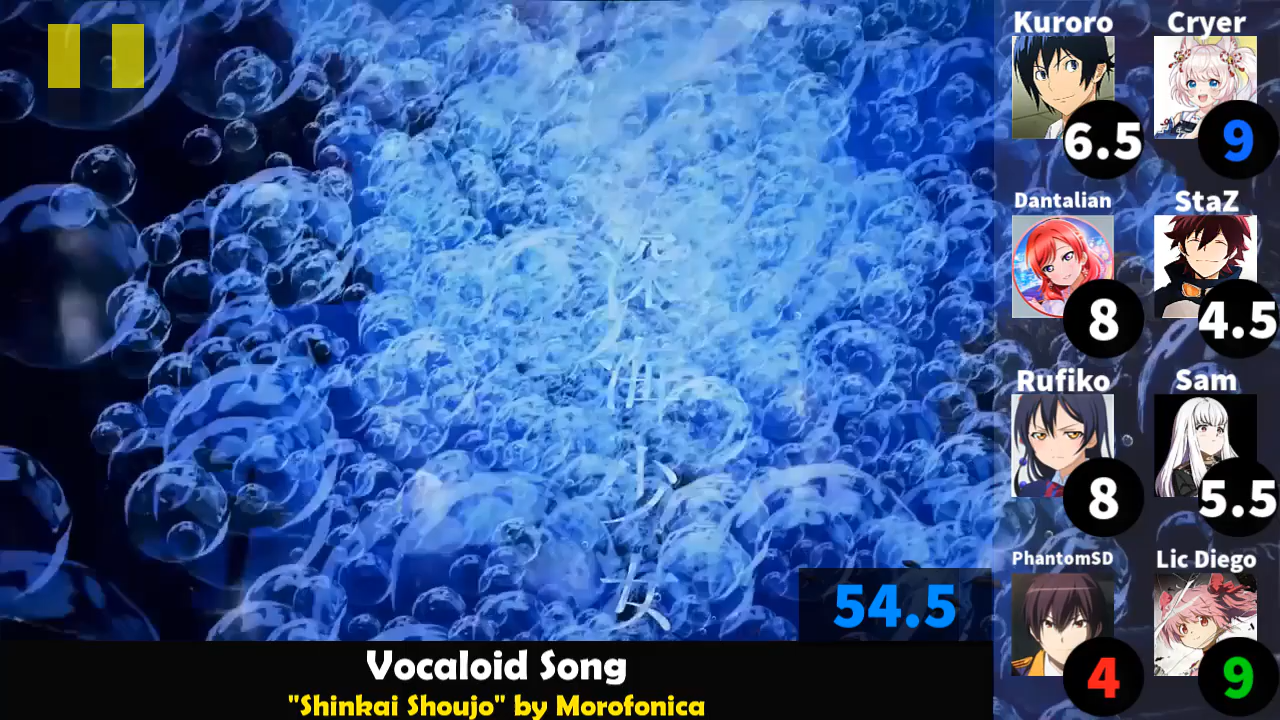 Kuroro
Cryer
6.5
9
Dantalian
StaZ
8
4.5
深海少女
Rufiko
Sam
8
5.5
PhantomSD
Lic Diego
4
9
54.5
Vocaloid Song
"Shinkai Shoujo" by Morofonica